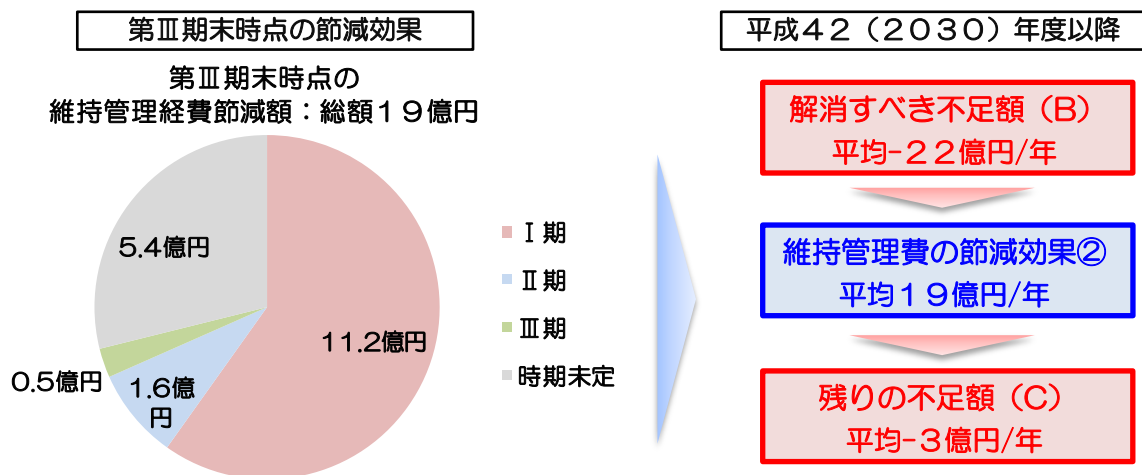 第Ⅲ期末時点の節減効果
第Ⅲ期末時点の
維持管理経費節減額：総額１９億円
5.4億円
0.5億円
1.6億
円
11.2億円
Ⅰ期
Ⅱ期
Ⅲ期
時期未定
平成４２（２０３０）年度以降
解消すべき不足額（B）
平均-２２億円/年
維持管理費の節減効果②
平均１９億円/年
残りの不足額（C）
平均-３億円/年